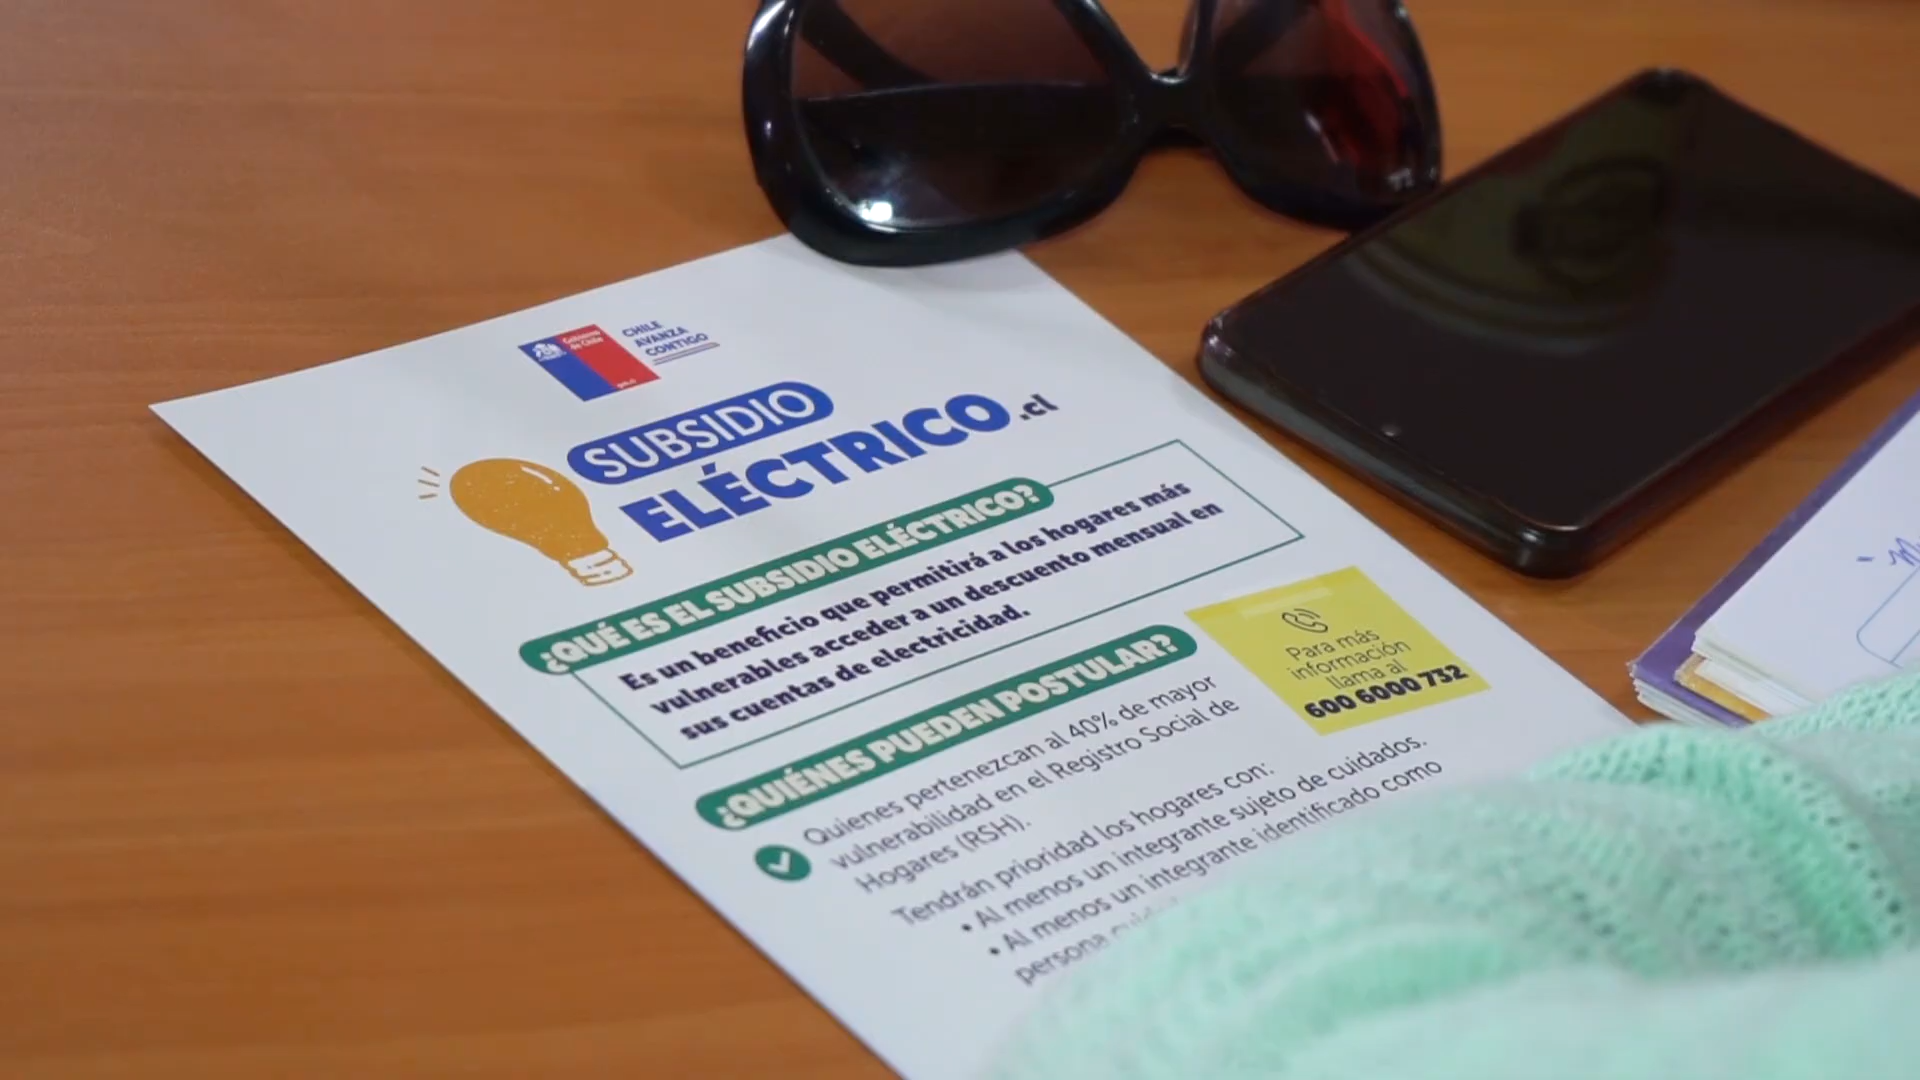 Gobierno
de Chile
CHILE
AVANZA
CONTIGO
SUBSIDIO
ELÉCTRICO.cl
¿QUÉ ES EL SUBSIDIO ELÉCTRICO?
Es un beneficio que permitirá a los hogares más
vulnerables acceder a un descuento mensual en
sus cuentas de electricidad.
Para más
información
llama al
600 6000 732
¿QUIÉNES PUEDEN POSTULAR?
Quienes pertenezcan al 40% de mayor
vulnerabilidad en el Registro Social de
Hogares (RSH).
Tendrán prioridad los hogares con:
• Al menos un integrante sujeto de cuidados.
• Al menos un integrante identificado como
persona